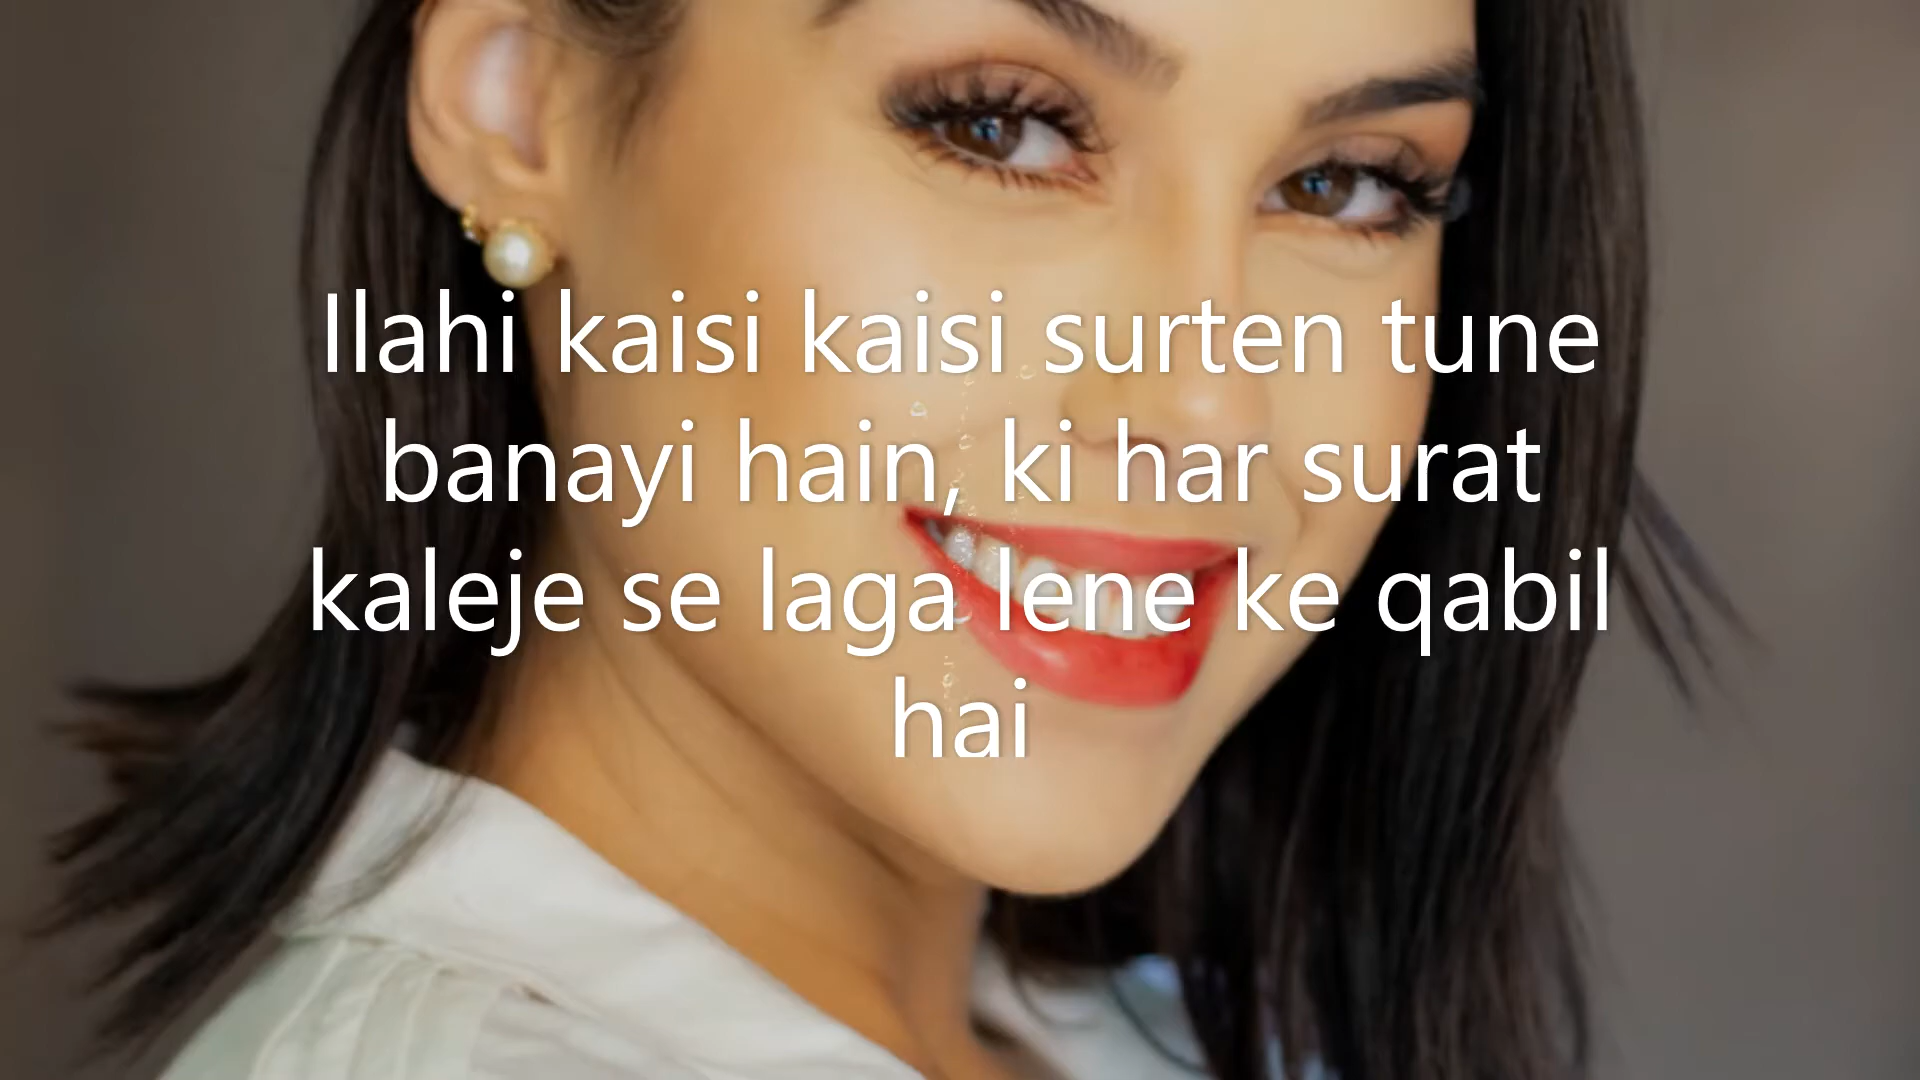 Ilahi kaisi kaisi surten tune
banayi hain, ki har surat
kaleje se laga lene ke qabil
hai